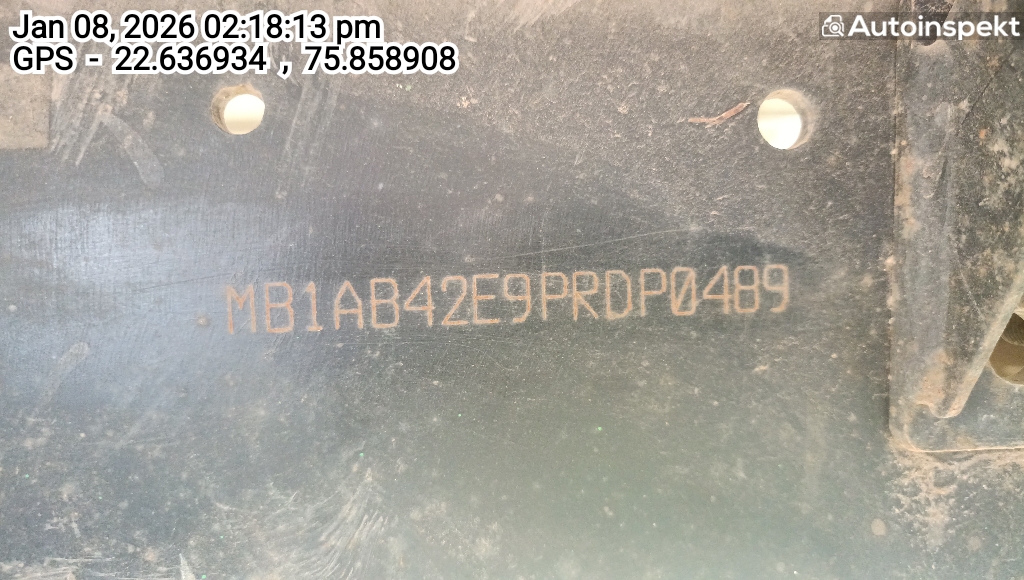 Jan 08, 2026 02:18:13 pm
GPS - 22.636934 , 75.858908
Autoinspekt
MB1AB42E9PRDP0489